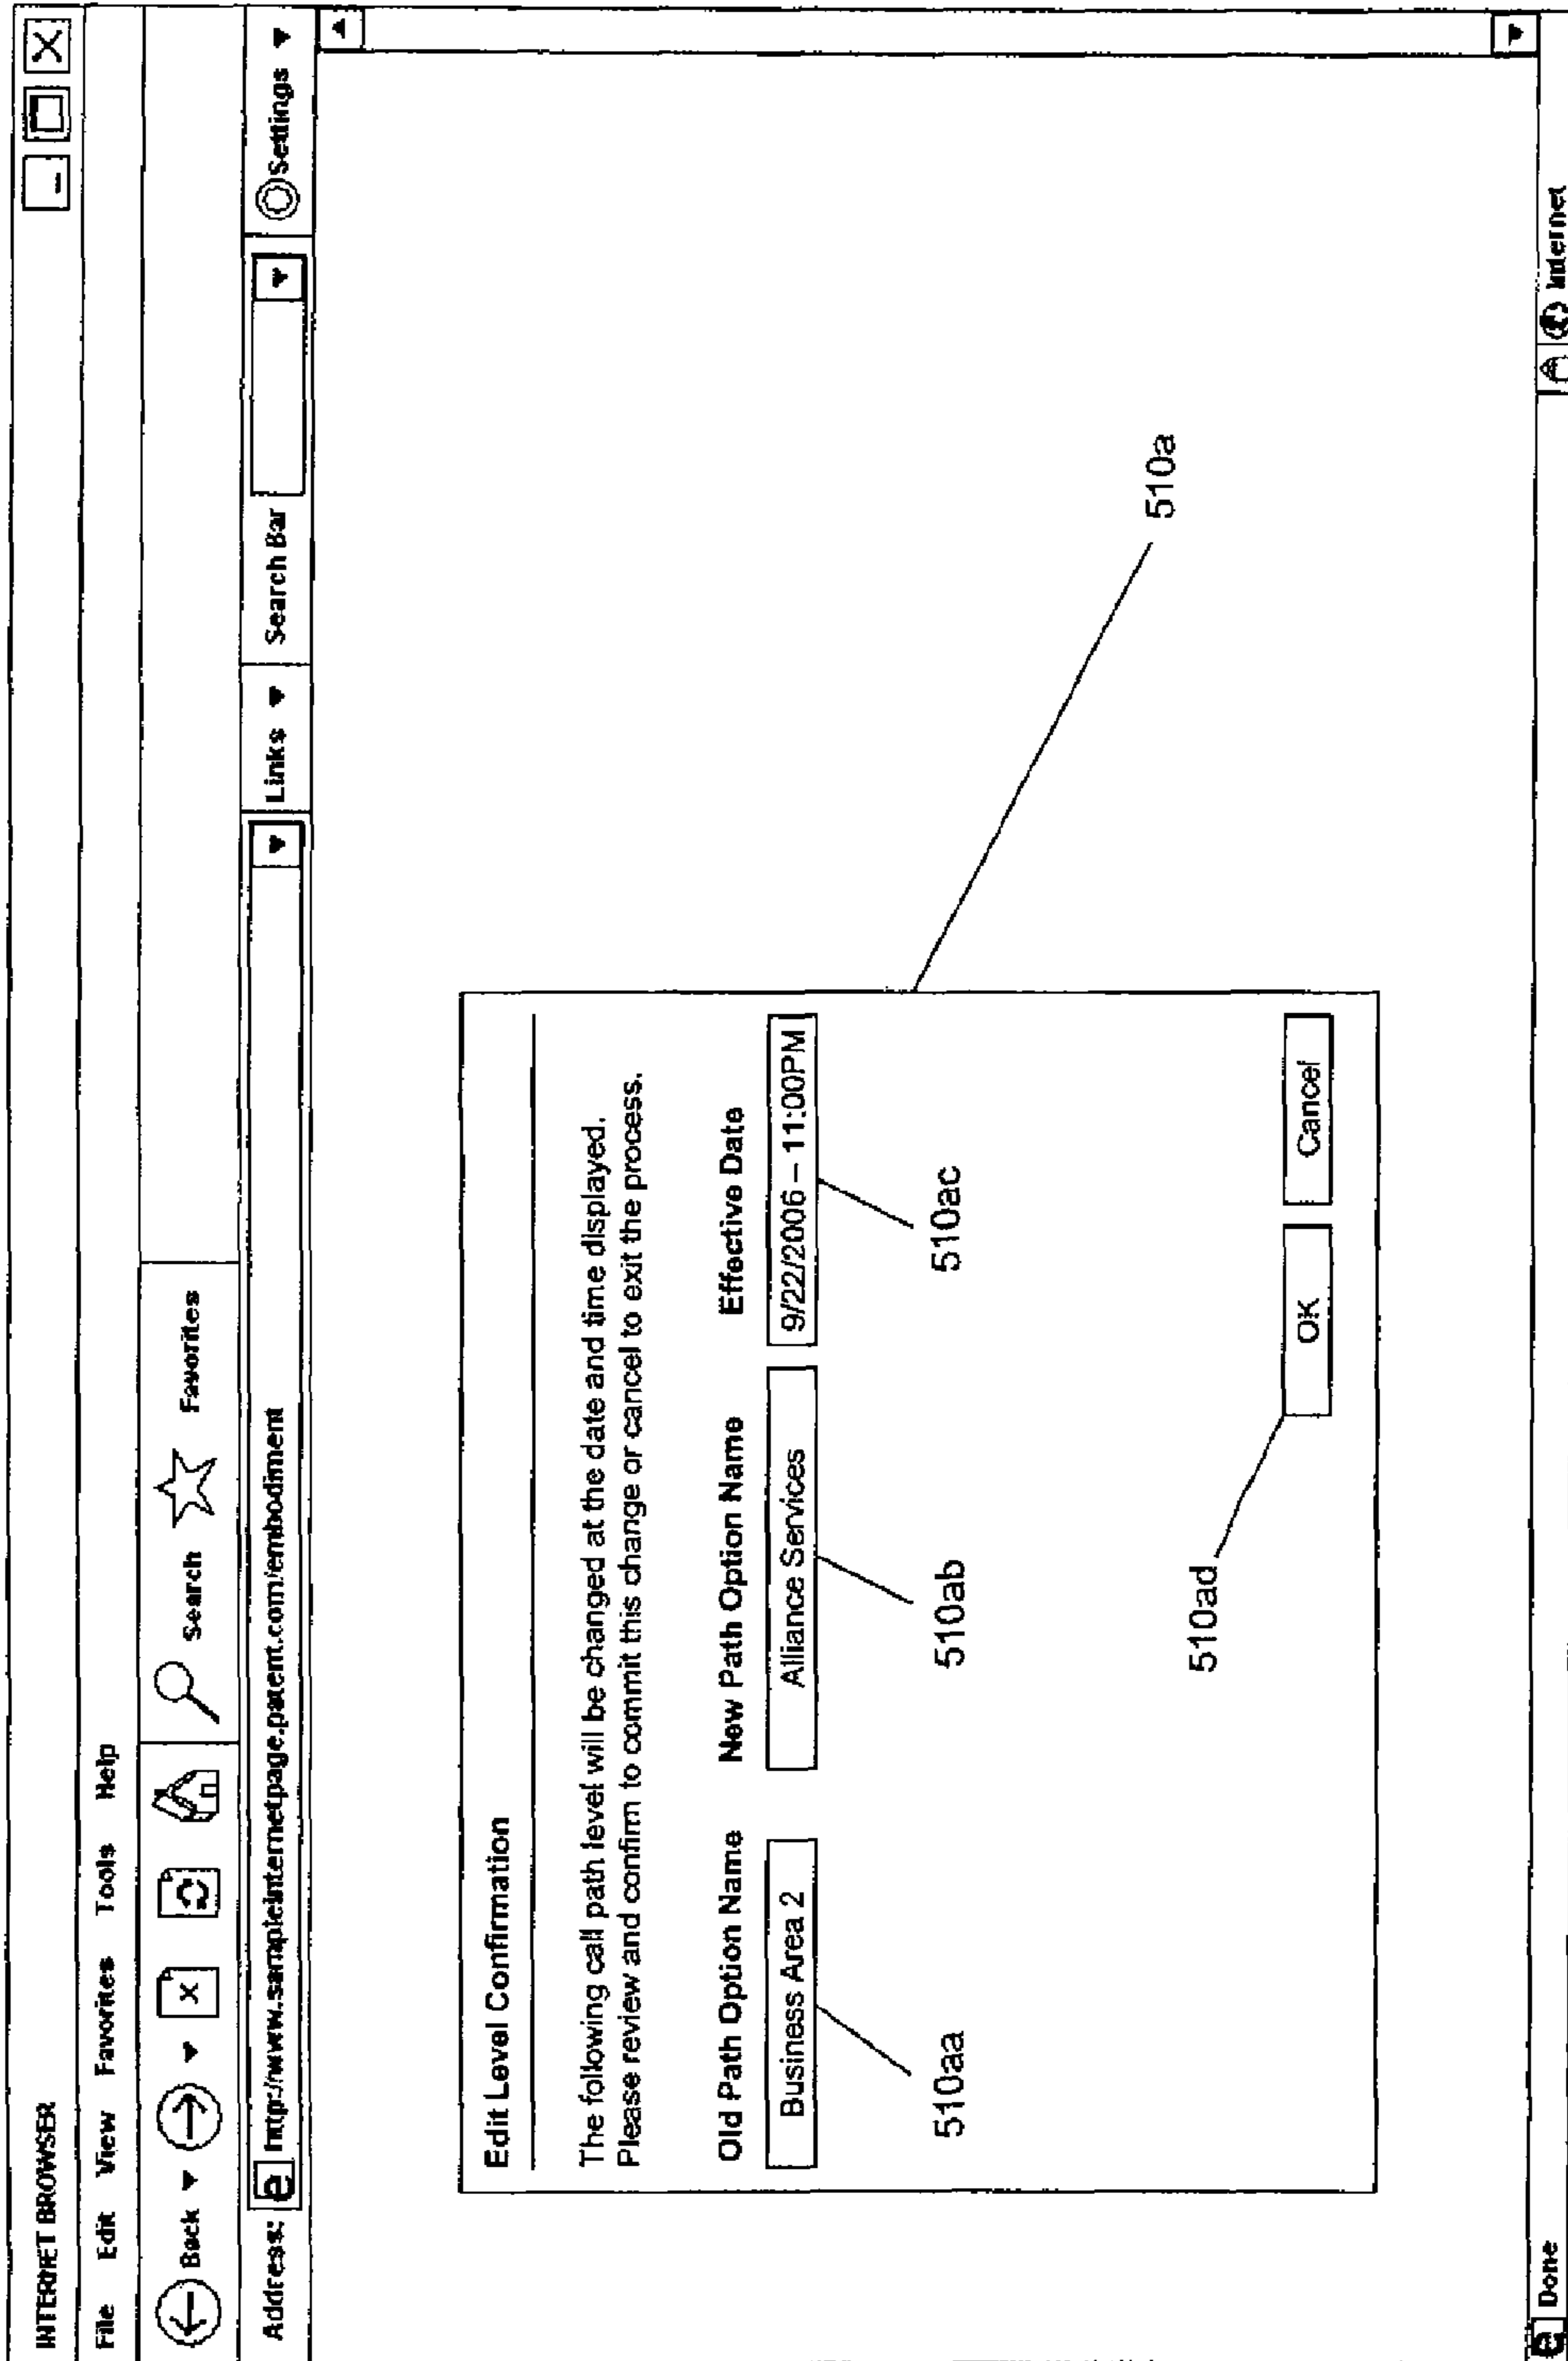 INTERNET BROWSER
File Edit View Favorites Tools Help
Back Search Favorites
Address: e http://www.sampleinternetpage.patent.com/embodiment Links Search Bar Settings
Edit Level Confirmation
The following call path level will be changed at the date and time displayed.
Please review and confirm to commit this change or cancel to exit the process.
Old Path Option Name New Path Option Name Effective Date
Business Area 2 Alliance Services 9/22/2006 – 11:00PM
510aa 510ab 510ac
510a
510ad
OK Cancel
e Done Internet